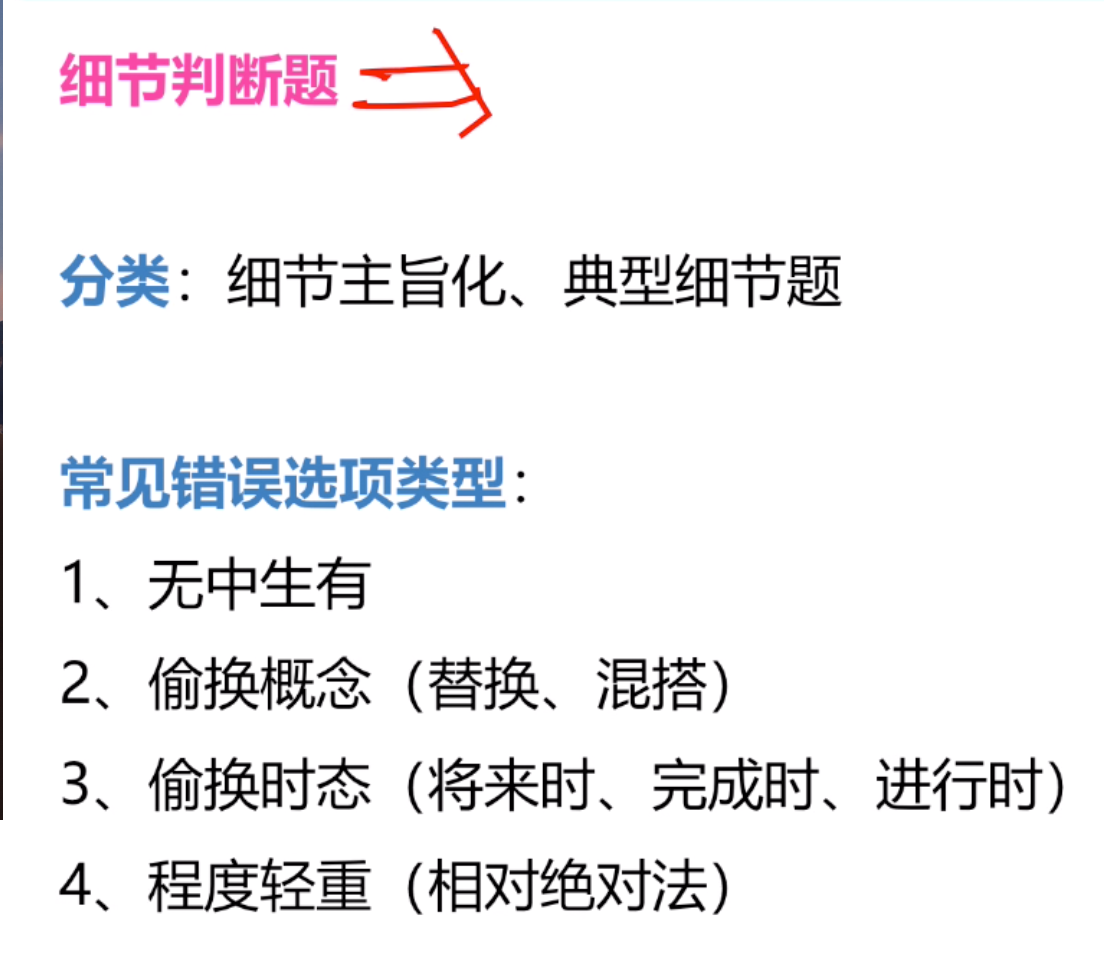 细节判断题
分类：细节主旨化、典型细节题
常见错误选项类型：
1、无中生有
2、偷换概念（替换、混搭）
3、偷换时态（将来时、完成时、进行时）
4、程度轻重（相对绝对法）